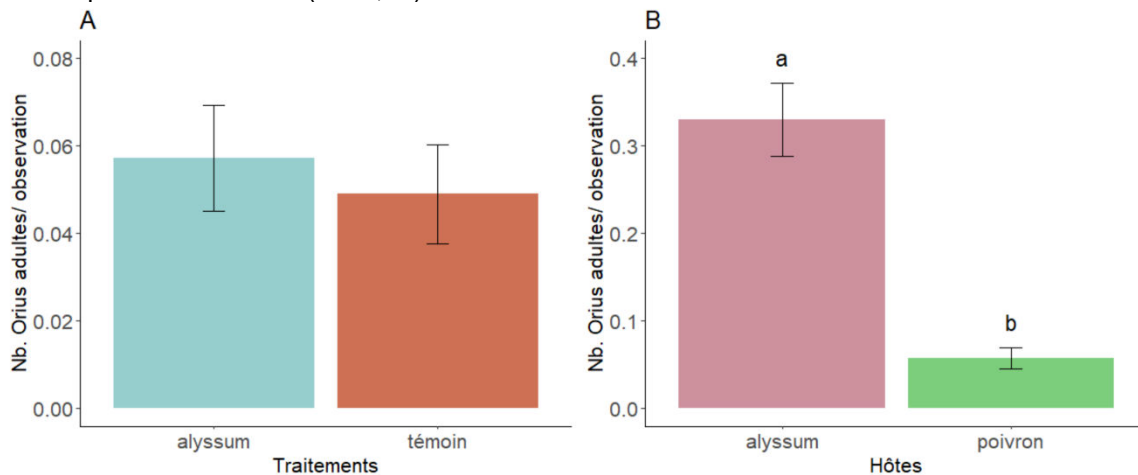 A
0.08
0.06
0.04
0.02
0.00
Nb. Orius adultes/ observation
alyssum témoin
Traitements
B
0.4
0.3
0.2
0.1
0.0
Nb. Orius adultes/ observation
a
b
alyssum poivron
Hôtes